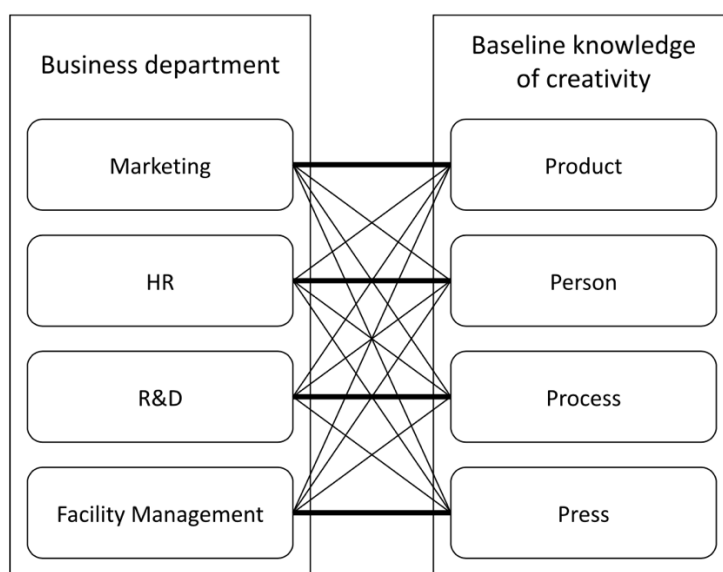 Business department
Marketing
HR
R&D
Facility Management
Baseline knowledge
of creativity
Product
Person
Process
Press